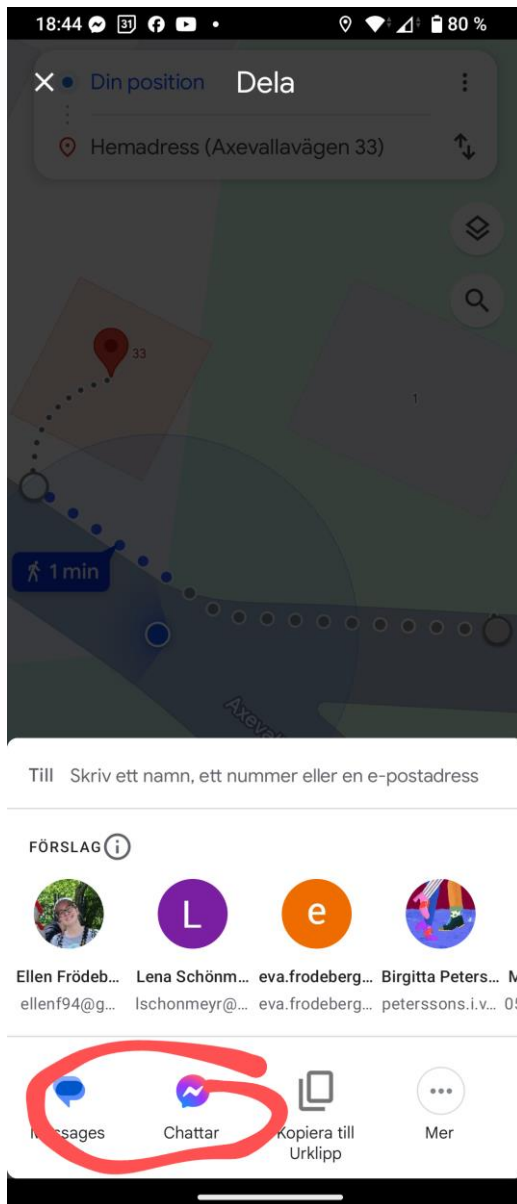 18:44 31 80 %
Din position Dela
Hemadress (Axevallavägen 33)
33
1
1 min
Till Skriv ett namn, ett nummer eller en e-postadress
FÖRSLAG
L e
Ellen Frödeb... Lena Schönm... eva.frodeberg... Birgitta Peters...
ellenf94@g... lschonmeyr@... eva.frodeberg... peterssons.i.v...
Chattar Kopiera till Mer
Urklipp